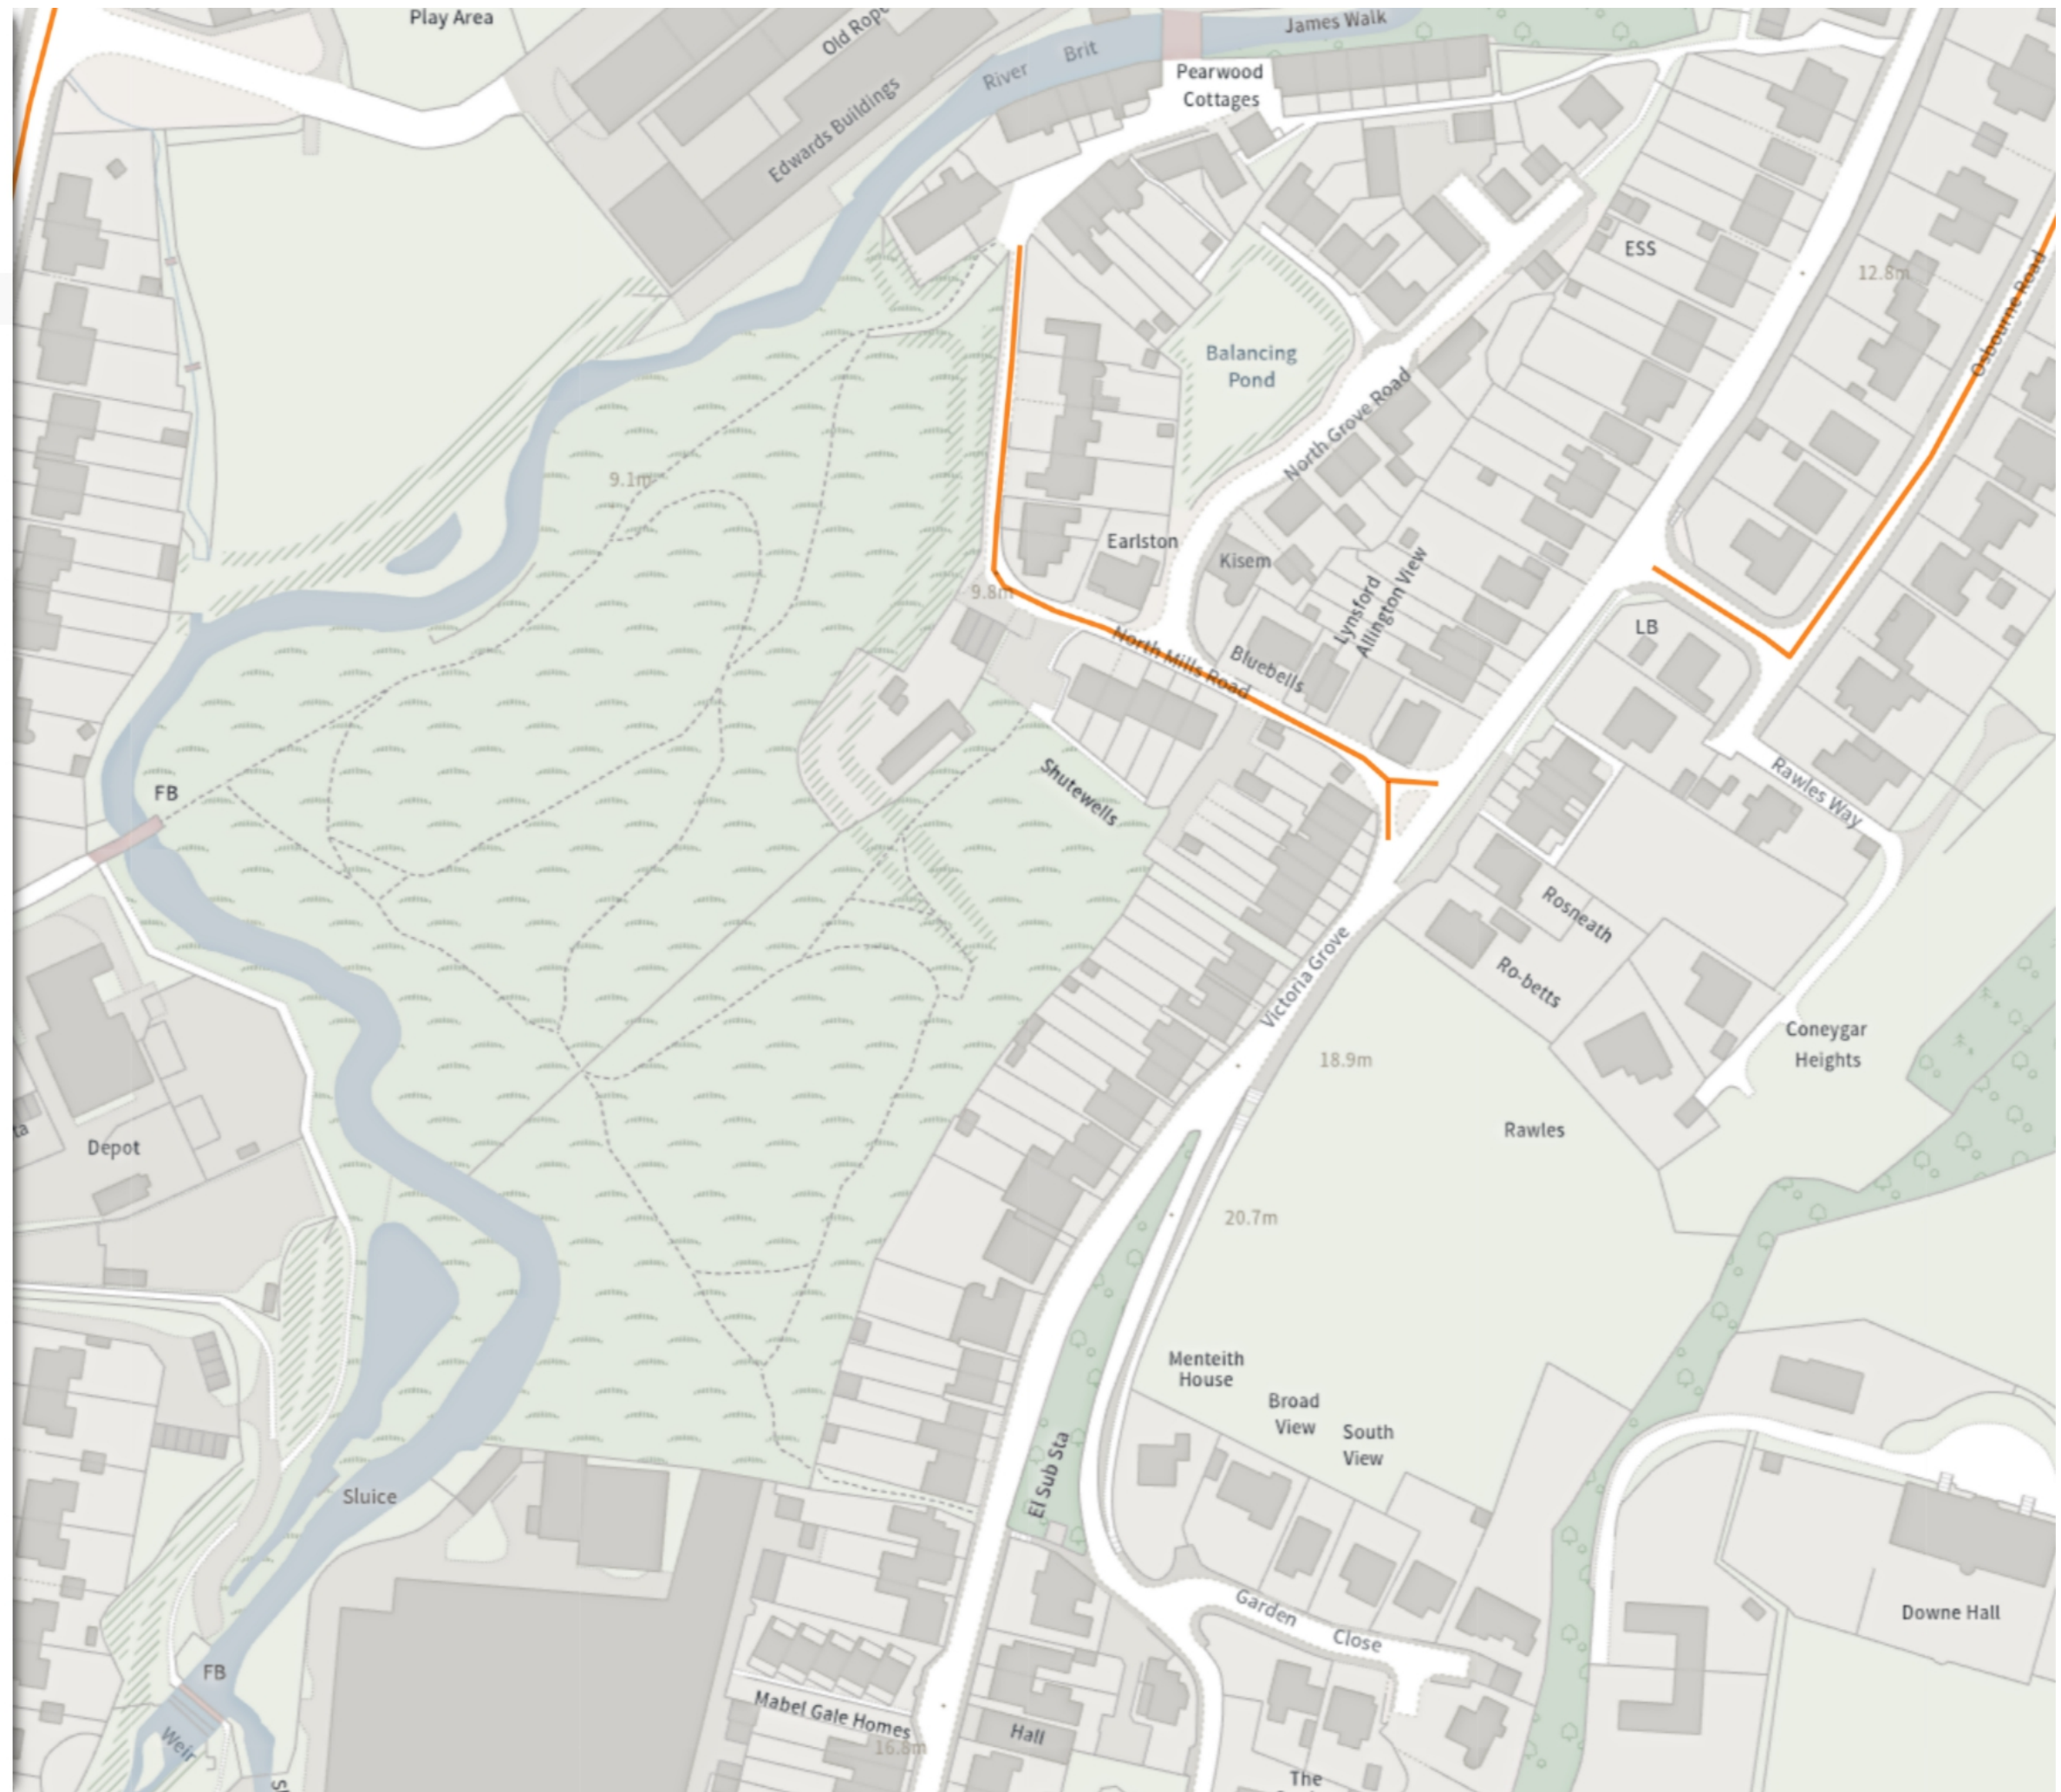 Play Area
Old Rope
James Walk
River Brit
Pearwood
Cottages
Edwards Buildings
ESS
12.8m
Osbourne Road
Balancing
Pond
North Grove Road
9.1m
Earlston
Kisem
9.8m
Lynsford
Allington View
LB
North Mills Road
Bluebells
FB
Shutewells
Rawles Way
Rosneath
Ro-betts
Victoria Grove
Coneygar
Heights
18.9m
Rawles
ta
Depot
20.7m
Menteith
House
Broad
View
South
View
El Sub Sta
Sluice
Garden Close
Downe Hall
FB
Mabel Gale Homes
Hall
Weir
16.8m
The